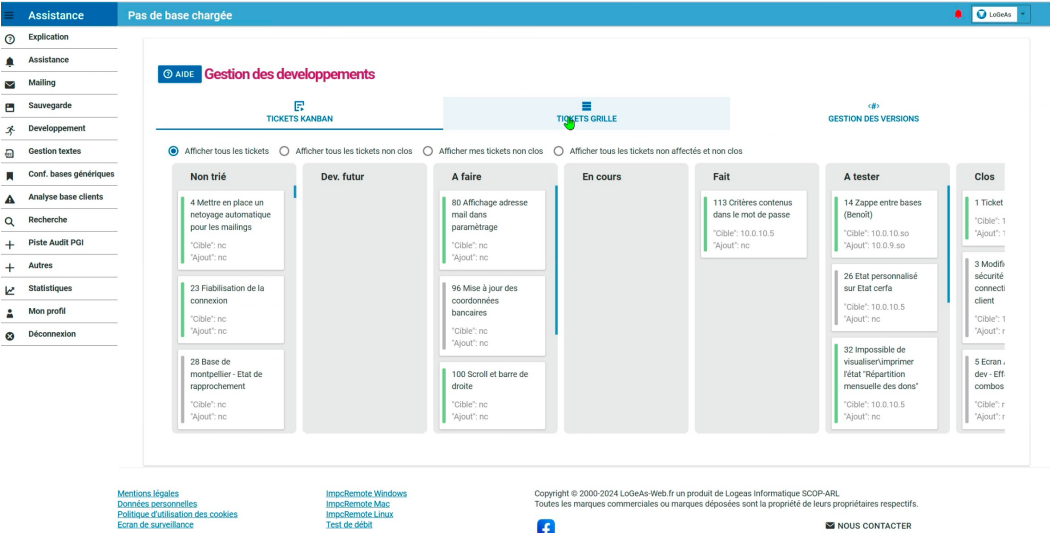 Assistance
Pas de base chargée
LoGeAs
Explication
Assistance
Mailing
Sauvegarde
Developpement
Gestion textes
Conf. bases génériques
Analyse base clients
Recherche
Piste Audit PGI
Autres
Statistiques
Mon profil
Déconnexion
AIDE Gestion des developpements
TICKETS KANBAN
TICKETS GRILLE
GESTION DES VERSIONS
Afficher tous les tickets
Afficher tous les tickets non clos
Afficher mes tickets non clos
Afficher tous les tickets non affectés et non clos
Non trié
4 Mettre en place un
netoyage automatique
pour les mailings
"Cible": nc
"Ajout": nc
23 Fiabilisation de la
connexion
"Cible": nc
"Ajout": nc
28 Base de
montpellier - Etat de
rapprochement
"Cible": nc
"Ajout": nc
Dev. futur
A faire
80 Affichage adresse
mail dans
paramètrage
"Cible": nc
"Ajout": nc
96 Mise à jour des
coordonnées
bancaires
"Cible": nc
"Ajout": nc
100 Scroll et barre de
droite
"Cible": nc
"Ajout": nc
En cours
Fait
113 Critères contenus
dans le mot de passe
"Cible": 10.0.10.5
"Ajout": nc
A tester
14 Zappe entre bases
(Benoît)
"Cible": 10.0.10.so
"Ajout": 10.0.9.so
26 Etat personnalisé
sur Etat cerfa
"Cible": 10.0.10.5
"Ajout": nc
32 Impossible de
visualiser\imprimer
l'état "Répartition
mensuelle des dons"
"Cible": 10.0.10.5
"Ajout": nc
Clos
1 Ticket
"Cible": 1
"Ajout":
3 Modifi
sécurité
connecti
client
"Cible": 1
"Ajout": r
5 Ecran
dev - Eff
combos
"Cible": r
"Ajout": r
Mentions légales
Données personnelles
Politique d'utilisation des cookies
Ecran de surveillance
ImpcRemote Windows
ImpcRemote Mac
ImpcRemote Linux
Test de débit
Copyright © 2000-2024 LoGeAs-Web.fr un produit de Logeas Informatique SCOP-ARL
Toutes les marques commerciales ou marques déposées sont la propriété de leurs propriétaires respectifs.
NOUS CONTACTER